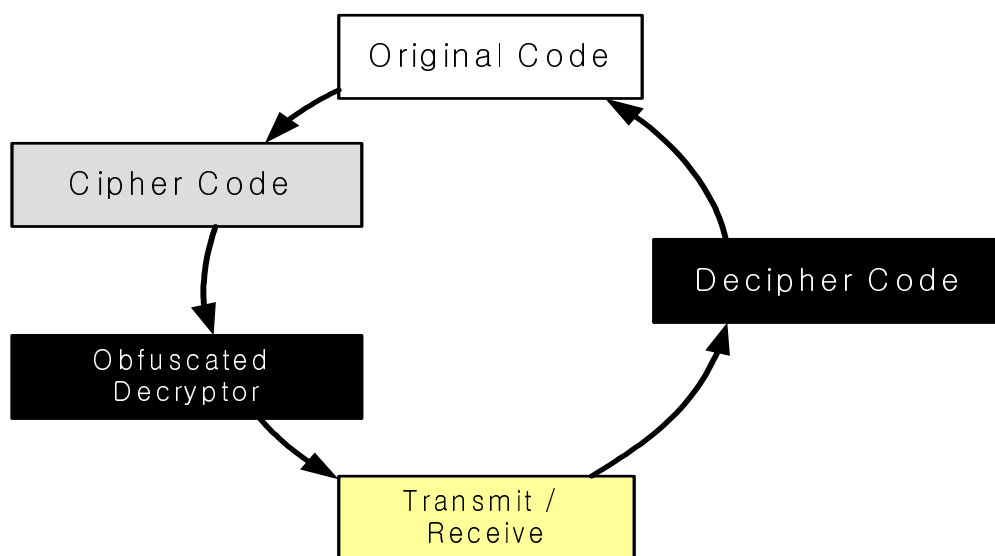 Original Code
Cipher Code
Obfuscated
Decryptor
Transmit /
Receive
Decipher Code